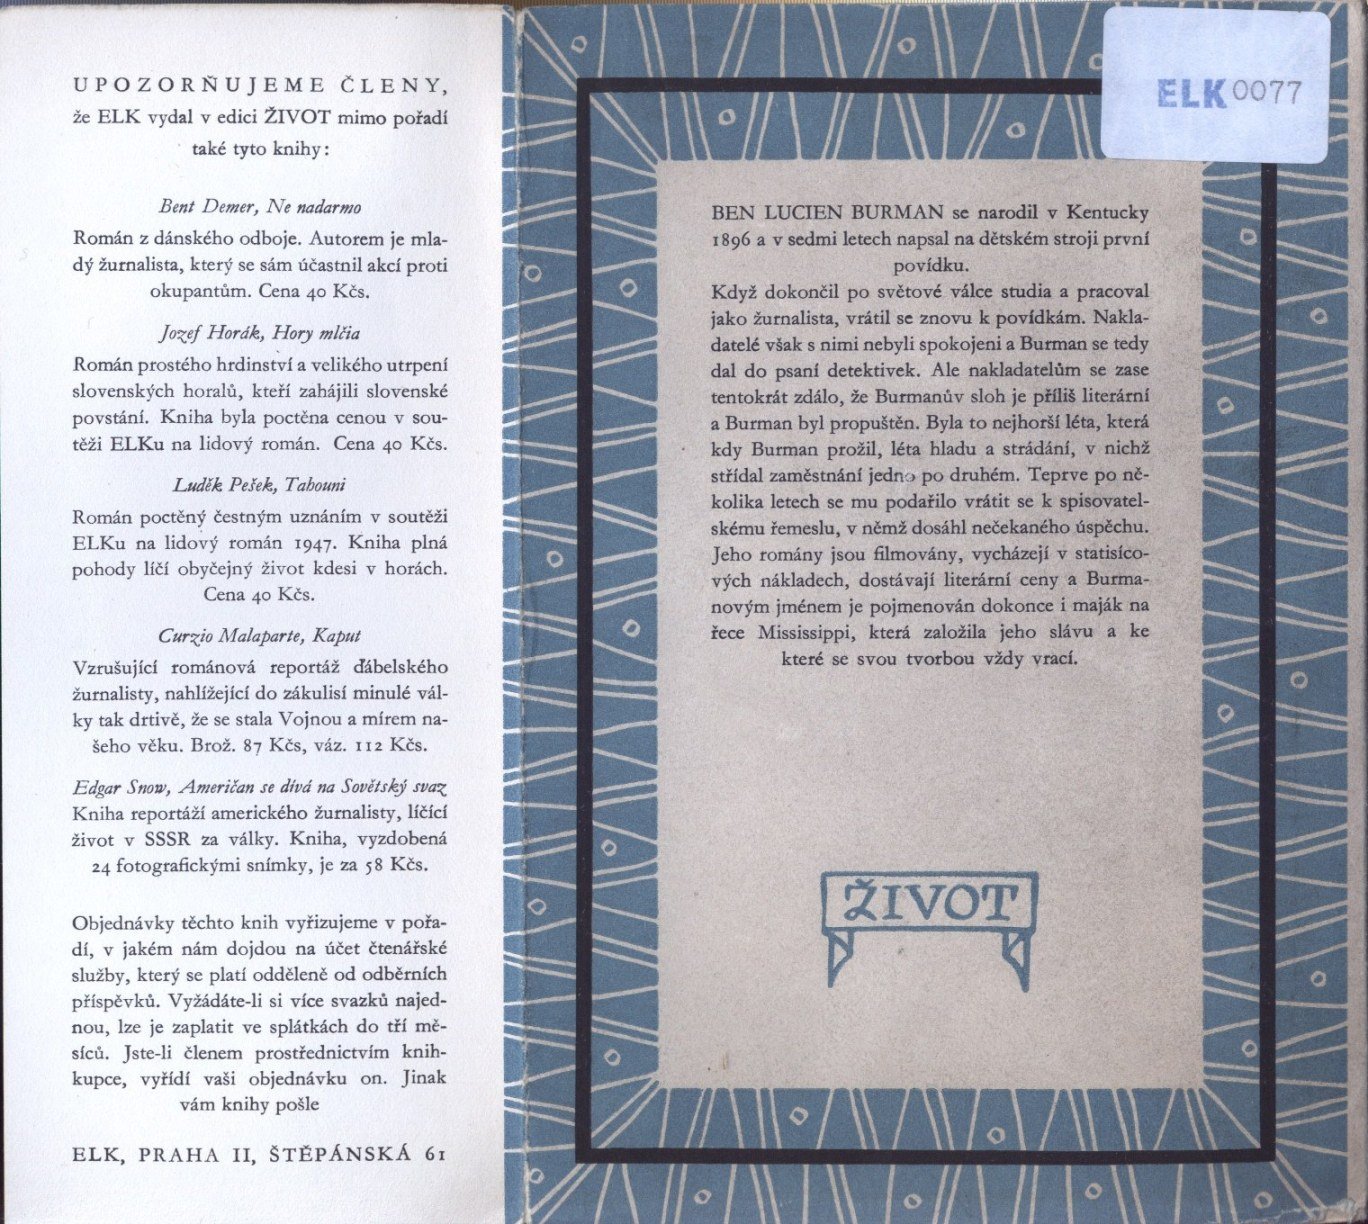 UPOZORŇUJEME ČLENY,
že ELK vydal v edici ŽIVOT mimo pořadí
také tyto knihy:
Bent Demer, Ne nadarmo
Román z dánského odboje. Autorem je mla-
dý žurnalista, který se sám účastnil akcí proti
okupantům. Cena 40 Kčs.
Jozef Horák, Hory mlčia
Román prostého hrdinství a velikého utrpení
slovenských horalů, kteří zahájili slovenské
povstání. Kniha byla poctěna cenou v sou-
těži ELKu na lidový román. Cena 40 Kčs.
Luděk Pešek, Tahouni
Román poctěný čestným uznáním v soutěži
ELKu na lidový román 1947. Kniha plná
pohody líčí obyčejný život kdesi v horách.
Cena 40 Kčs.
Curzio Malaparte, Kaput
Vzrušující románová reportáž ďábelského
žurnalisty, nahlížející do zákulisí minulé vál-
ky tak drtivě, že se stala Vojnou a mírem na-
šeho věku. Brož. 87 Kčs, váz. 112 Kčs.
Edgar Snow, Američan se dívá na Sovětský svaz
Kniha reportáží amerického žurnalisty, líčící
život v SSSR za války. Kniha, vyzdobená
24 fotografickými snímky, je za 58 Kčs.
Objednávky těchto knih vyřizujeme v pořa-
dí, v jakém nám dojdou na účet čtenářské
služby, který se platí odděleně od odběrních
příspěvků. Vyžádáte-li si více svazků najed-
nou, lze je zaplatit ve splátkách do tří mě-
síců. Jste-li členem prostřednictvím knih-
kupce, vyřídí vaši objednávku on. Jinak
vám knihy pošle
ELK, PRAHA II, ŠTĚPÁNSKÁ 61
ELK 0077
BEN LUCIEN BURMAN se narodil v Kentucky
1896 a v sedmi letech napsal na dětském stroji první
povídku.
Když dokončil po světové válce studia a pracoval
jako žurnalista, vrátil se znovu k povídkám. Nakla-
datelé však s nimi nebyli spokojeni a Burman se tedy
dal do psaní detektivek. Ale nakladatelům se zase
tentokrát zdálo, že Burmanův sloh je příliš literární
a Burman byl propuštěn. Byla to nejhorší léta, která
kdy Burman prožil, léta hladu a strádání, v nichž
střídal zaměstnání jedno po druhém. Teprve po ně-
kolika letech se mu podařilo vrátit se k spisovatel-
skému řemeslu, v němž dosáhl nečekaného úspěchu.
Jeho romány jsou filmovány, vycházejí v statisíco-
vých nákladech, dostávají literární ceny a Burma-
novým jménem je pojmenován dokonce i maják na
řece Mississippi, která založila jeho slávu a ke
které se svou tvorbou vždy vrací.
ŽIVOT